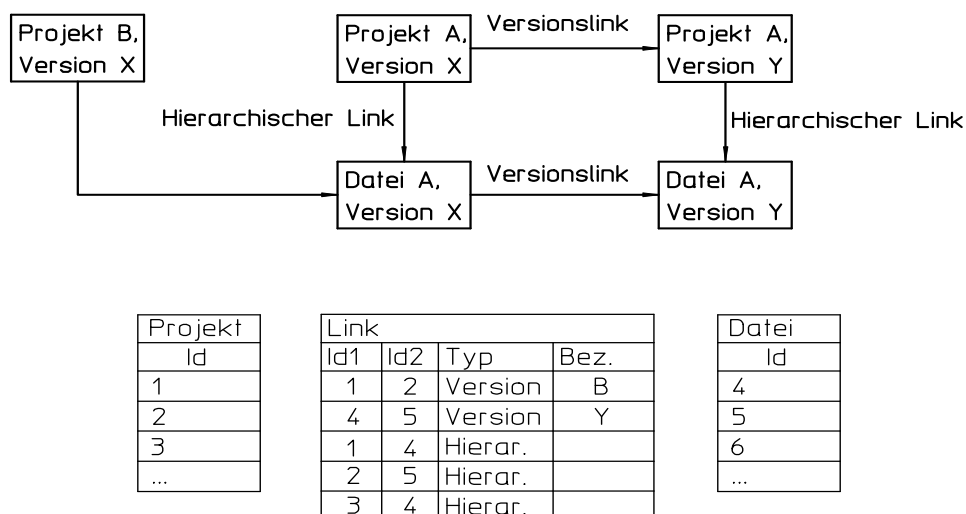 Projekt B,
Version X
Projekt A,
Version X
Versionslink
Projekt A,
Version Y
Hierarchischer Link
Hierarchischer Link
Datei A,
Version X
Versionslink
Datei A,
Version Y
Projekt
Id
1
2
3
...
Link
Id1 Id2 Typ Bez.
1 2 Version B
4 5 Version Y
1 4 Hierar.
2 5 Hierar.
3 4 Hierar.
Datei
Id
4
5
6
...